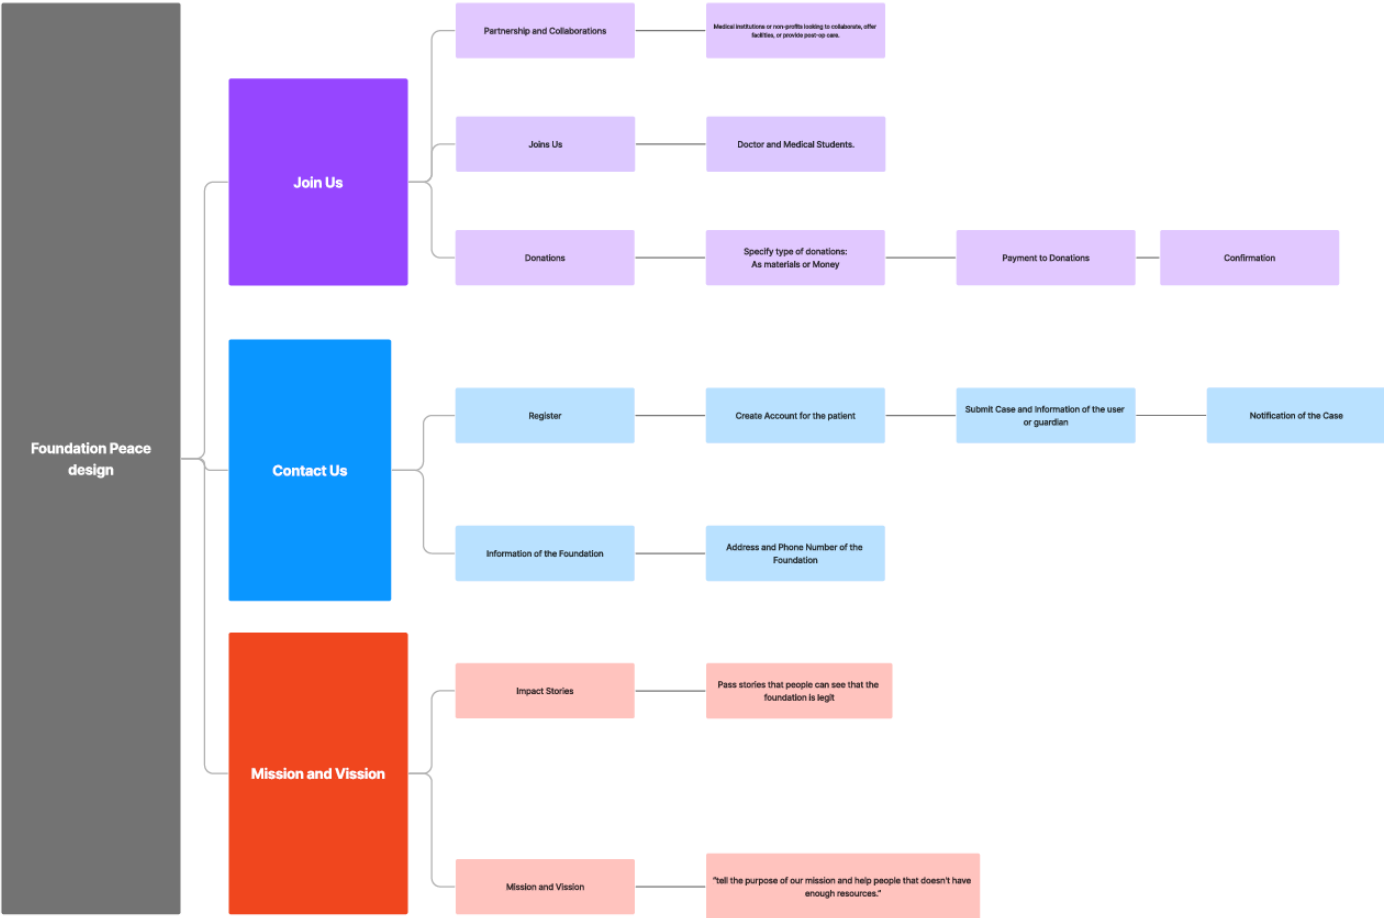 Foundation Peace
design
Join Us
Partnership and Collaborations
Medical institutions or non-profits looking to collaborate, offer
facilities, or provide post-op care.
Joins Us
Doctor and Medical Students.
Donations
Specify type of donations:
As materials or Money
Payment to Donations
Confirmation
Contact Us
Register
Create Account for the patient
Submit Case and Information of the user
or guardian
Notification of the Case
Information of the Foundation
Address and Phone Number of the
Foundation
Mission and Vission
Impact Stories
Pass stories that people can see that the
foundation is legit
Mission and Vission
"tell the purpose of our mission and help people that doesn't have
enough resources."